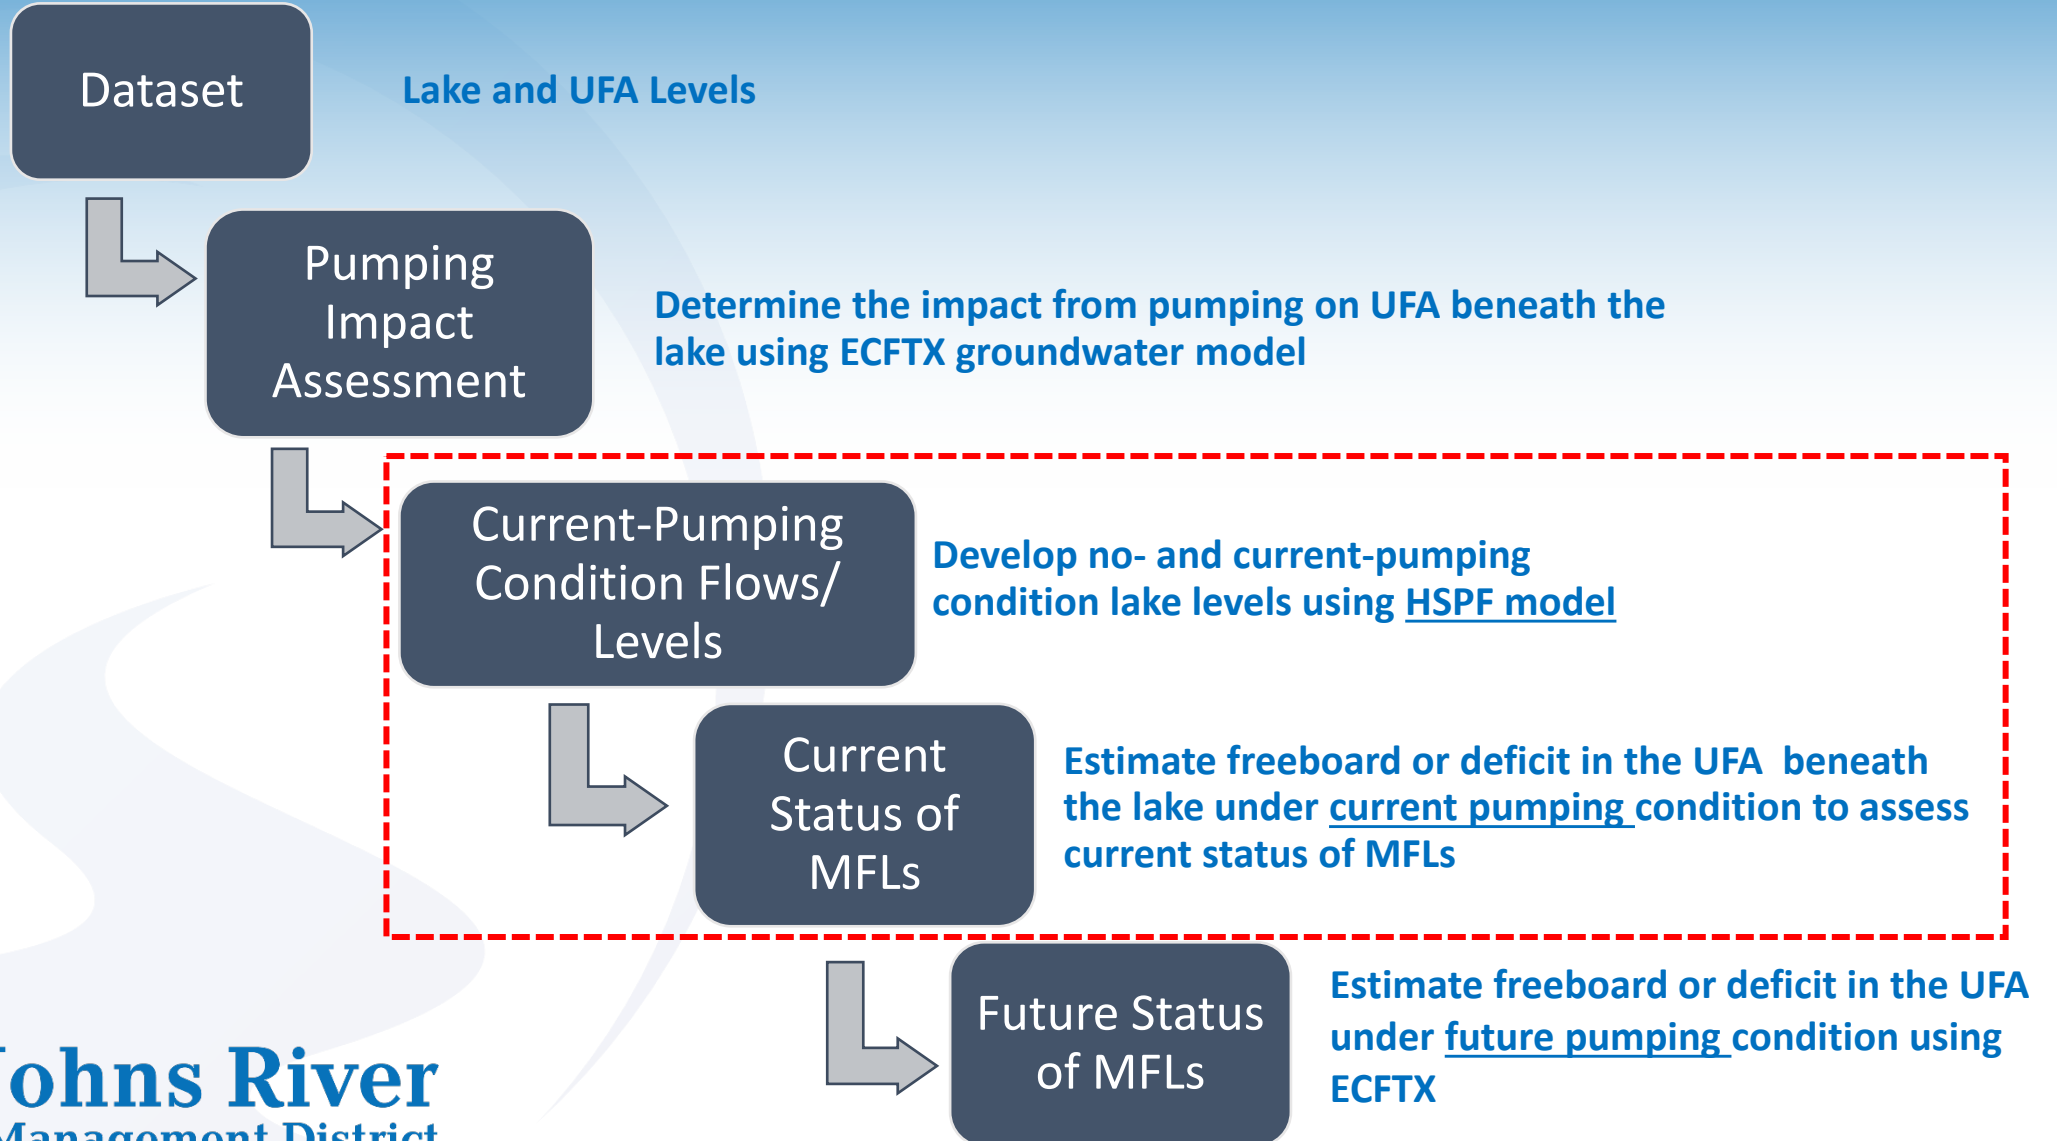 Dataset
Lake and UFA Levels
Pumping
Impact
Assessment
Determine the impact from pumping on UFA beneath the
lake using ECFTX groundwater model
Current-Pumping
Condition Flows/
Levels
Develop no- and current-pumping
condition lake levels using HSPF model
Current
Status of
MFLs
Estimate freeboard or deficit in the UFA beneath
the lake under current pumping condition to assess
current status of MFLs
Future Status
of MFLs
Estimate freeboard or deficit in the UFA
under future pumping condition using
ECFTX
Johns River
Management District